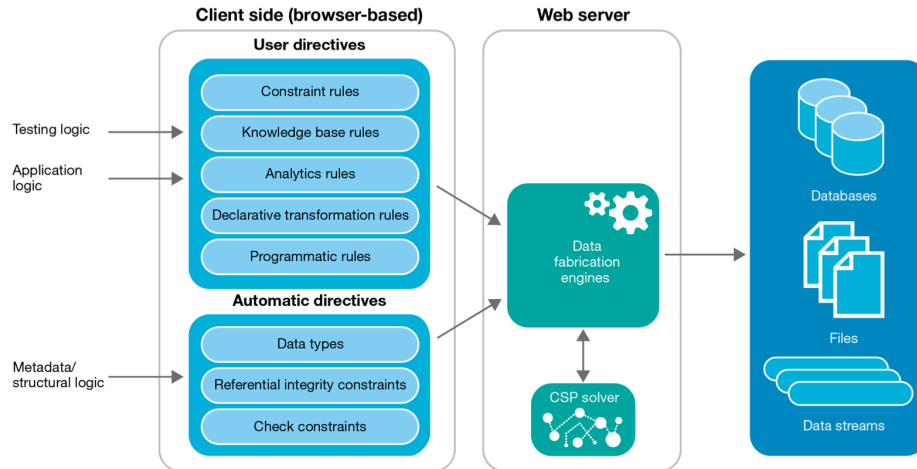 Client side (browser-based)
Web server
User directives
Constraint rules
Testing logic
Knowledge base rules
Application
logic
Analytics rules
Declarative transformation rules
Programmatic rules
Automatic directives
Data types
Metadata/
structural logic
Referential integrity constraints
Check constraints
Data
fabrication
engines
CSP solver
Databases
Files
Data streams